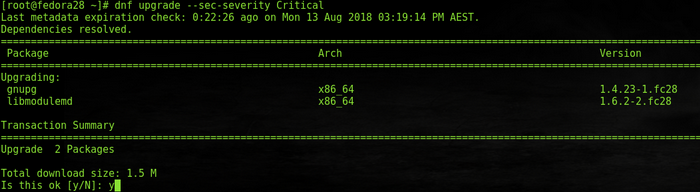 [root@fedora28 ~]# dnf upgrade --sec-severity Critical
Last metadata expiration check: 0:22:26 ago on Mon 13 Aug 2018 03:19:14 PM AEST.
Dependencies resolved.
================================================================================
Package Arch Version
================================================================================
Upgrading:
gnupg x86_64 1.4.23-1.fc28
libmodulemd x86_64 1.6.2-2.fc28
Transaction Summary
================================================================================
Upgrade  2 Packages
Total download size: 1.5 M
Is this ok [y/N]: y